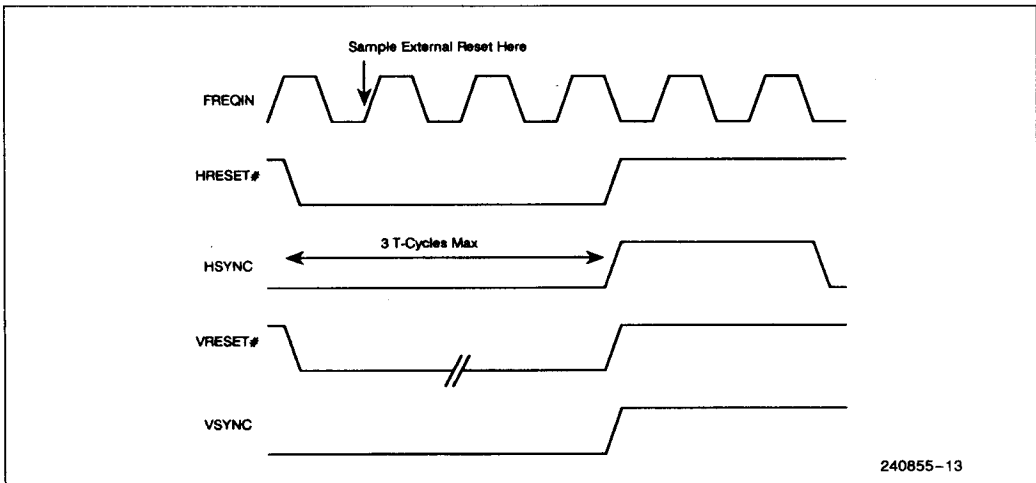 Sample External Reset Here
FREQIN
HRESET#
3 T-Cycles Max
HSYNC
VRESET#
VSYNC
240855-13